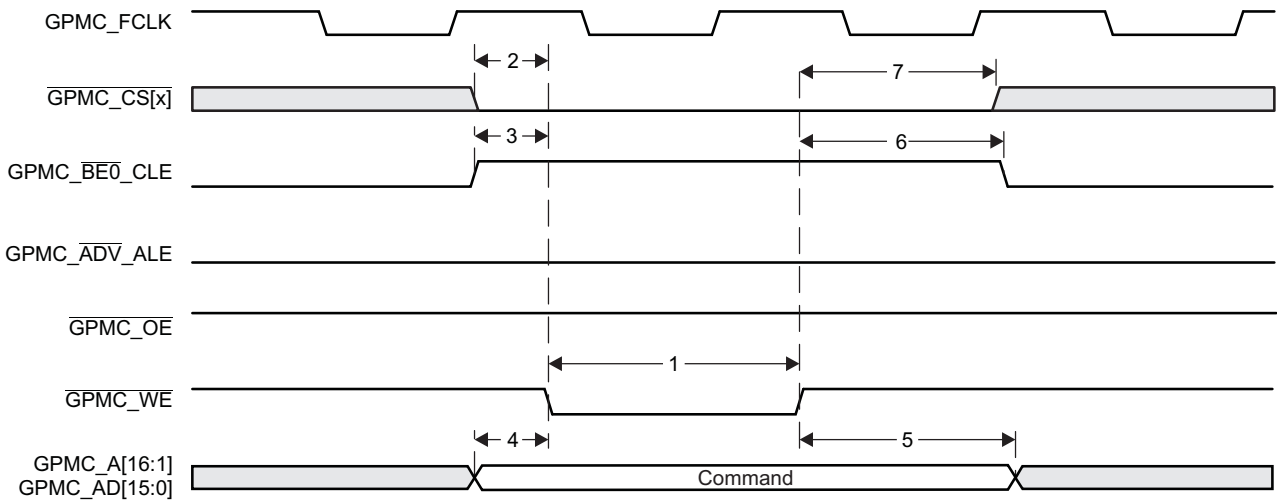 GPMC_FCLK
2
7
GPMC_CS[x]
3
6
GPMC_BE0_CLE
GPMC_ADV_ALE
GPMC_OE
1
GPMC_WE
4
5
GPMC_A[16:1]
GPMC_AD[15:0]
Command